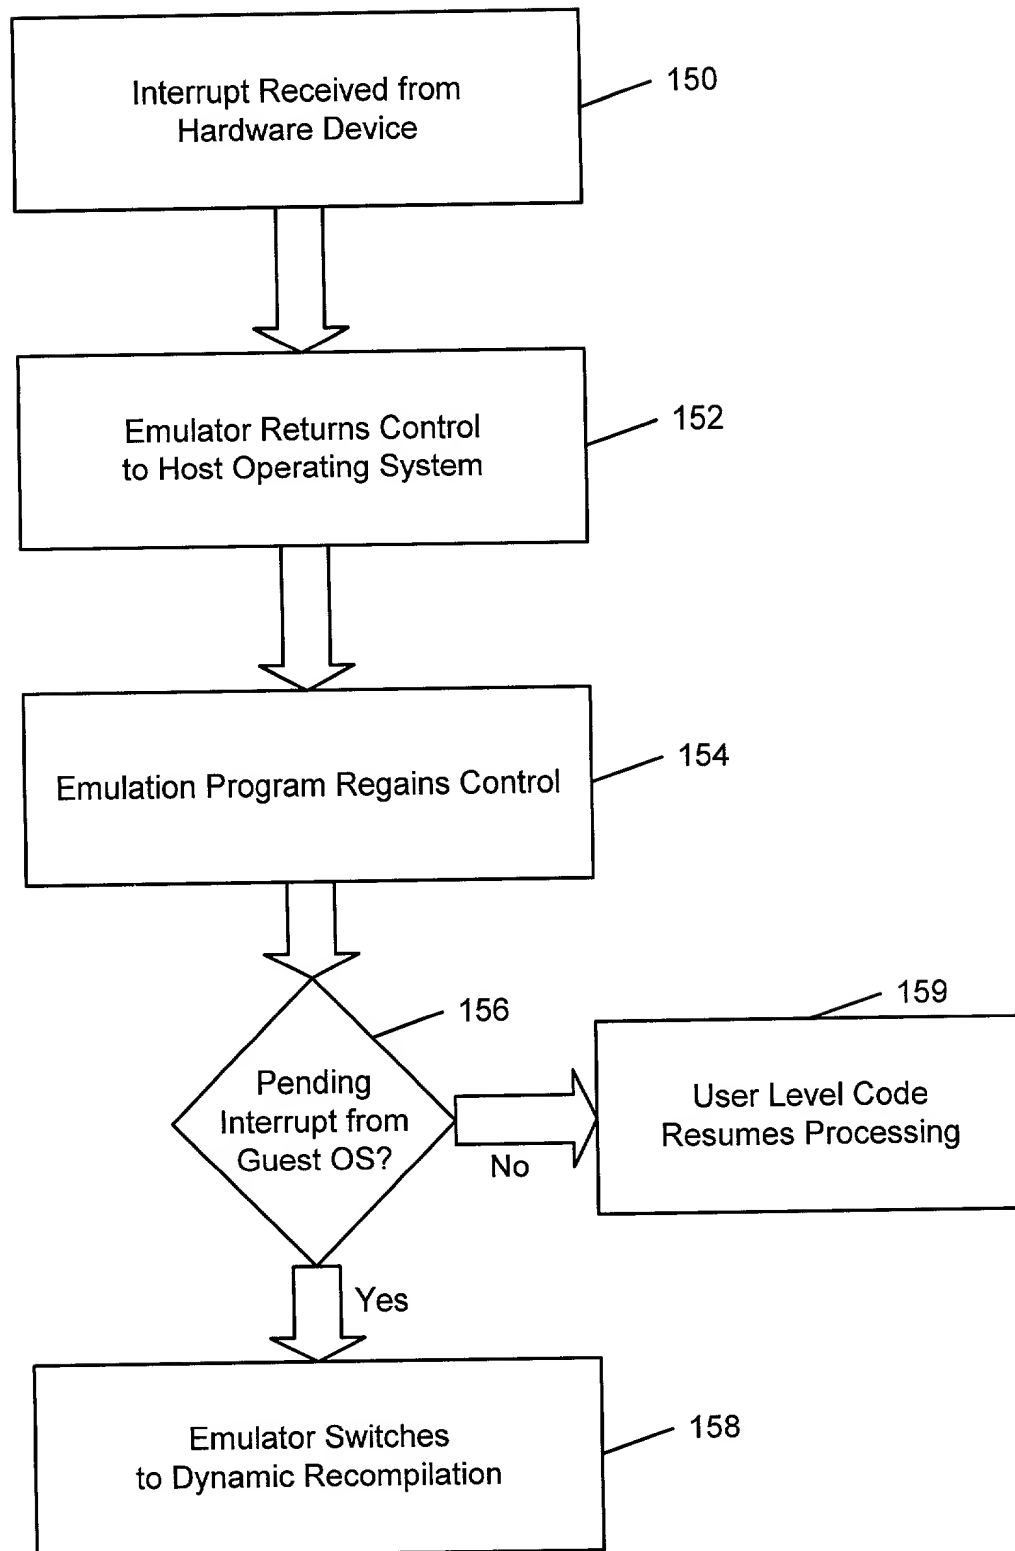 Interrupt Received from
Hardware Device
150
Emulator Returns Control
to Host Operating System
152
Emulation Program Regains Control
154
156
Pending
Interrupt from
Guest OS?
No
159
User Level Code
Resumes Processing
Yes
Emulator Switches
to Dynamic Recompilation
158